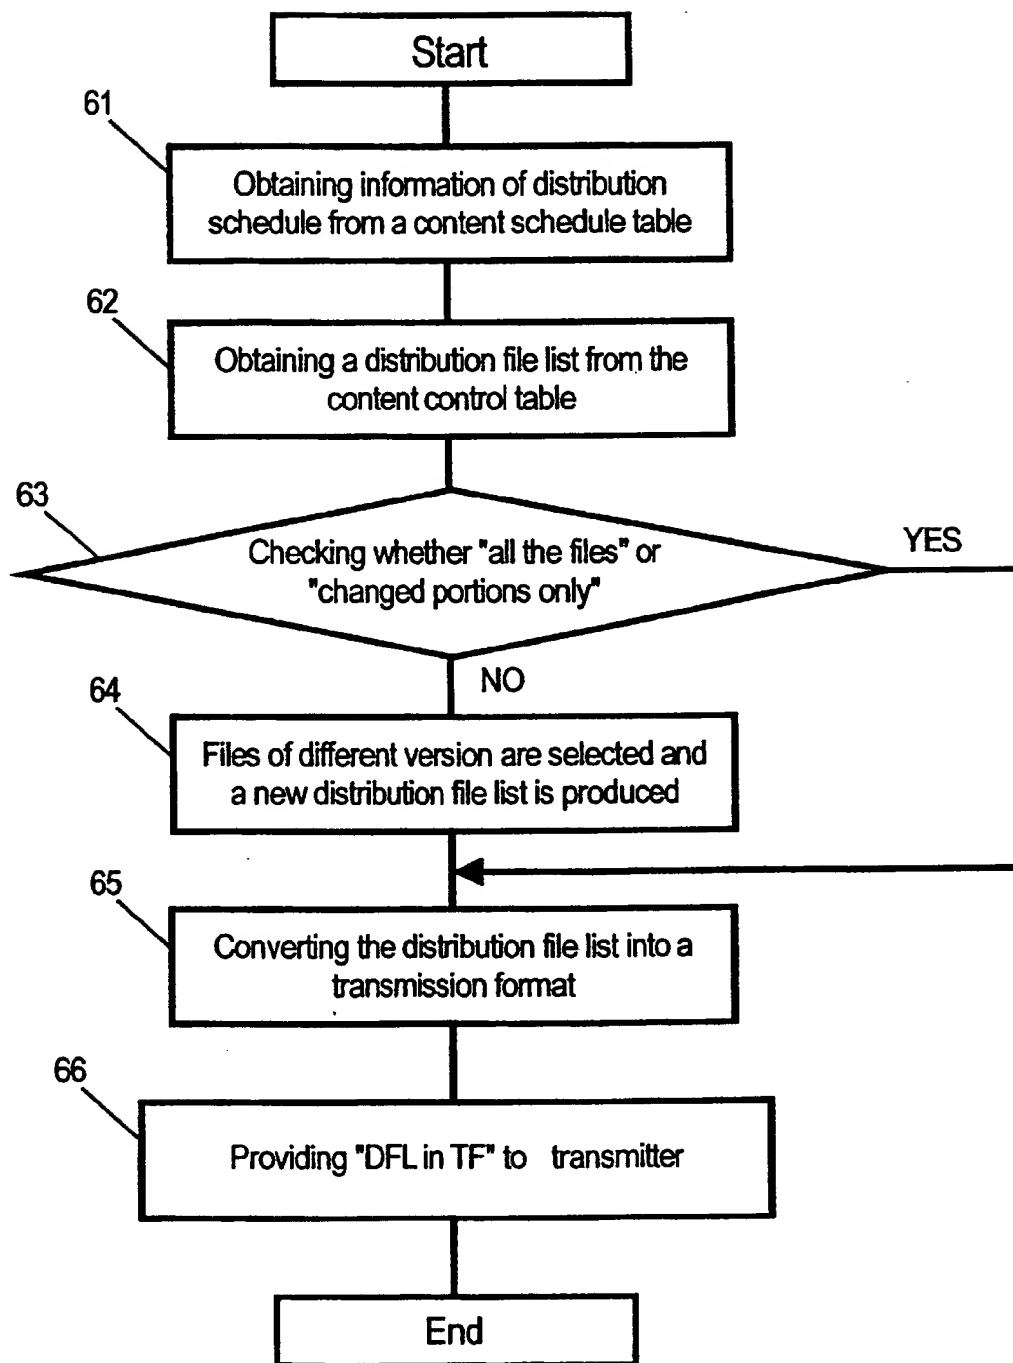 Start
61
Obtaining information of distribution
schedule from a content schedule table
62
Obtaining a distribution file list from the
content control table
63
Checking whether "all the files" or
"changed portions only"
YES
NO
64
Files of different version are selected and
a new distribution file list is produced
65
Converting the distribution file list into a
transmission format
66
Providing "DFL in TF" to transmitter
End